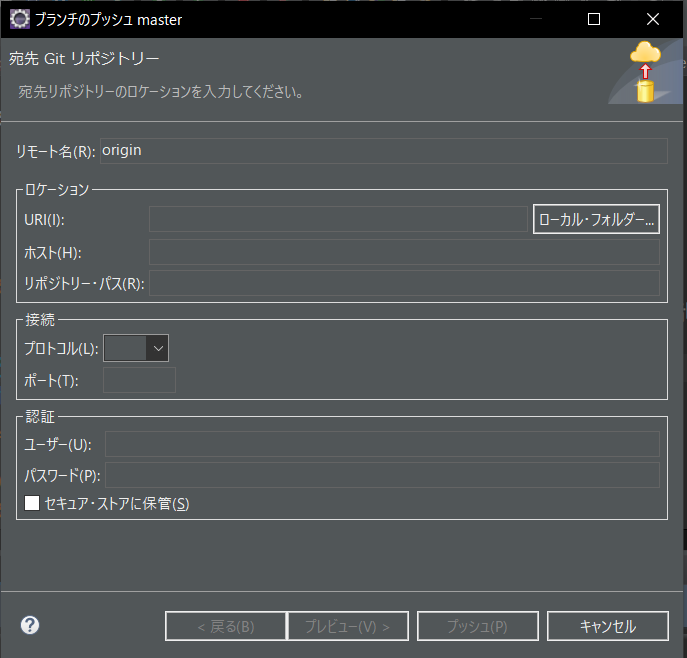 ブランチのプッシュ master
宛先 Git リポジトリー
宛先リポジトリーのロケーションを入力してください。
リモート名(R): origin
ロケーション
URI(I): ローカル・フォルダー...
ホスト(H):
リポジトリー・パス(R):
接続
プロトコル(L):
ポート(T):
認証
ユーザー(U):
パスワード(P):
セキュア・ストアに保管(S)
? < 戻る(B) プレビュー(V) > プッシュ(P) キャンセル